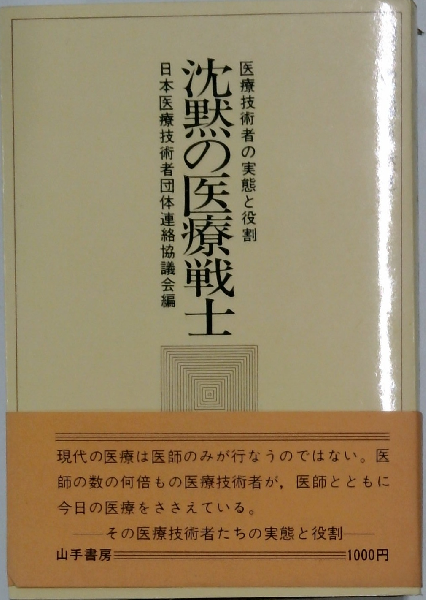 医療技術者の実態と役割
沈黙の医療戦士
日本医療技術者団体連絡協議会編
現代の医療は医師のみが行なうのではない。医
師の数の何倍もの医療技術者が，医師とともに
今日の医療をささえている。
——その医療技術者たちの実態と役割——
山手書房 1000円